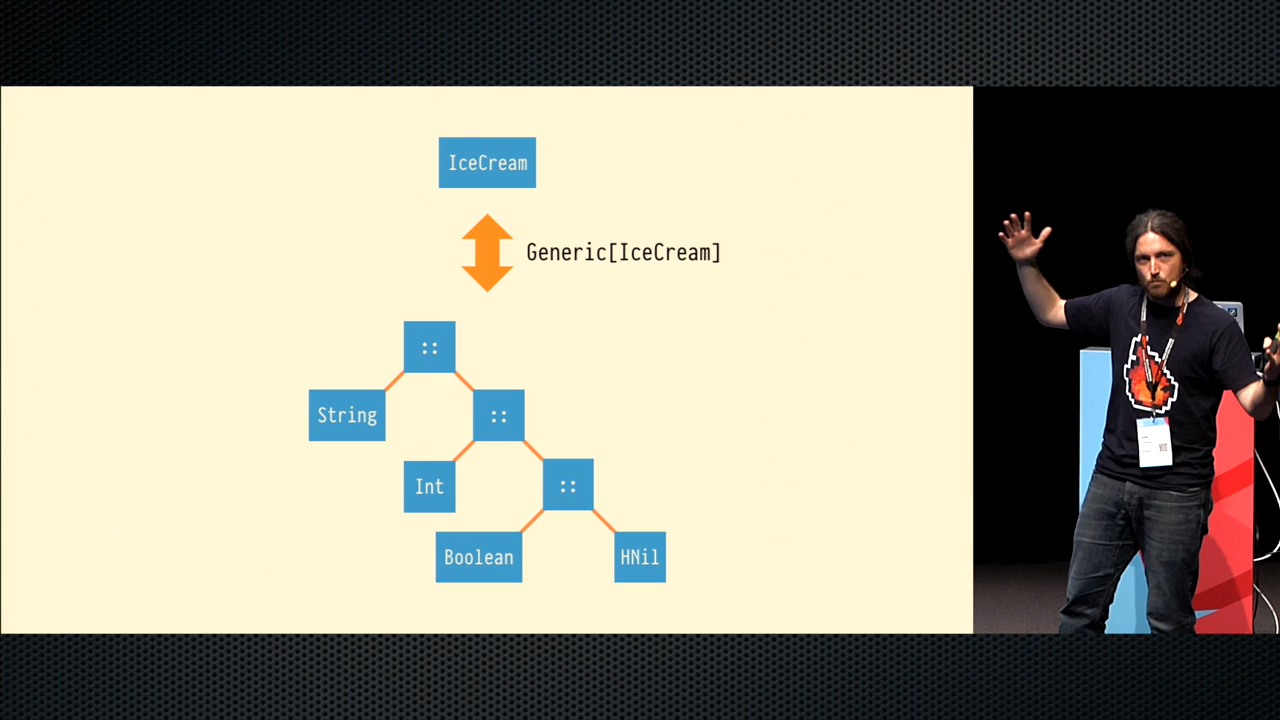 IceCream
Generic[IceCream]
::
String
::
Int
::
Boolean
HNil